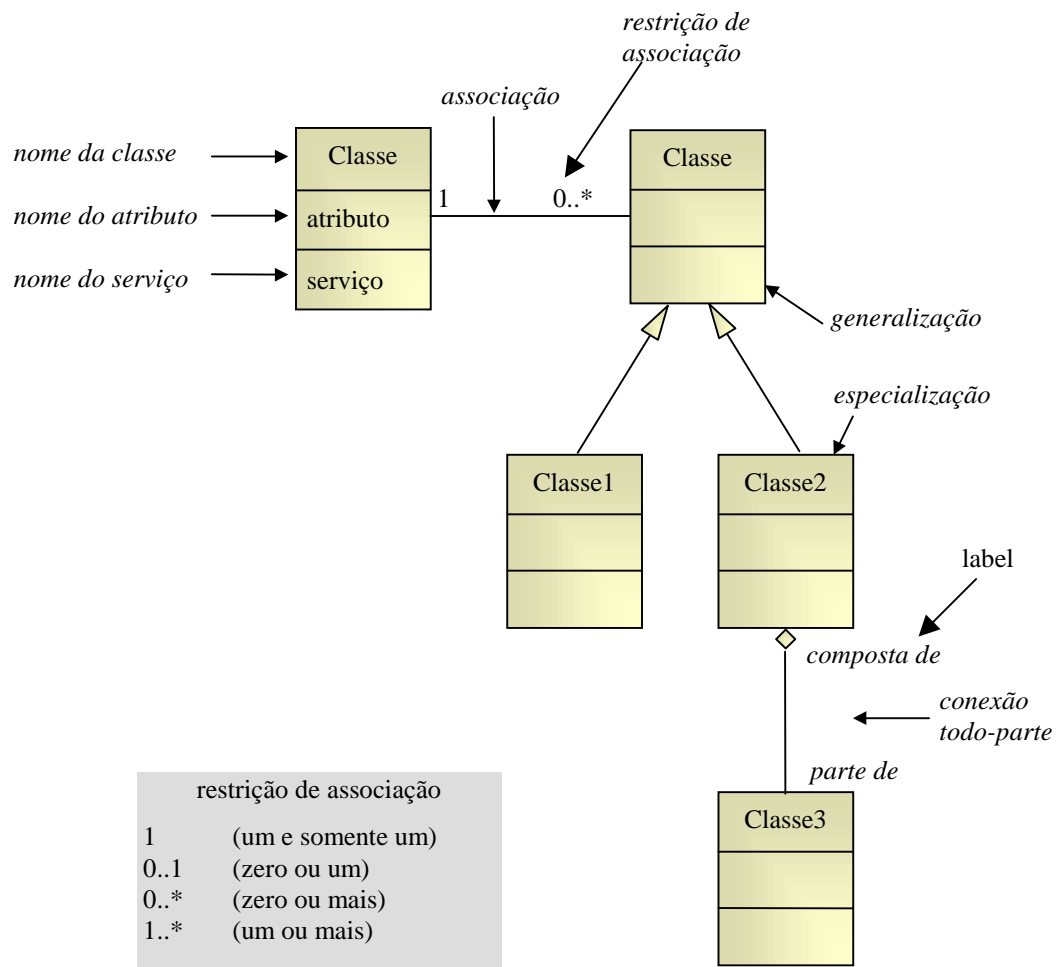 restrição de
associação
associação
nome da classe
Classe
Classe
nome do atributo
atributo
1
0..*
nome do serviço
serviço
generalização
especialização
Classe1
Classe2
label
composta de
conexão
todo-parte
parte de
Classe3
restrição de associação
1 (um e somente um)
0..1 (zero ou um)
0..* (zero ou mais)
1..* (um ou mais)